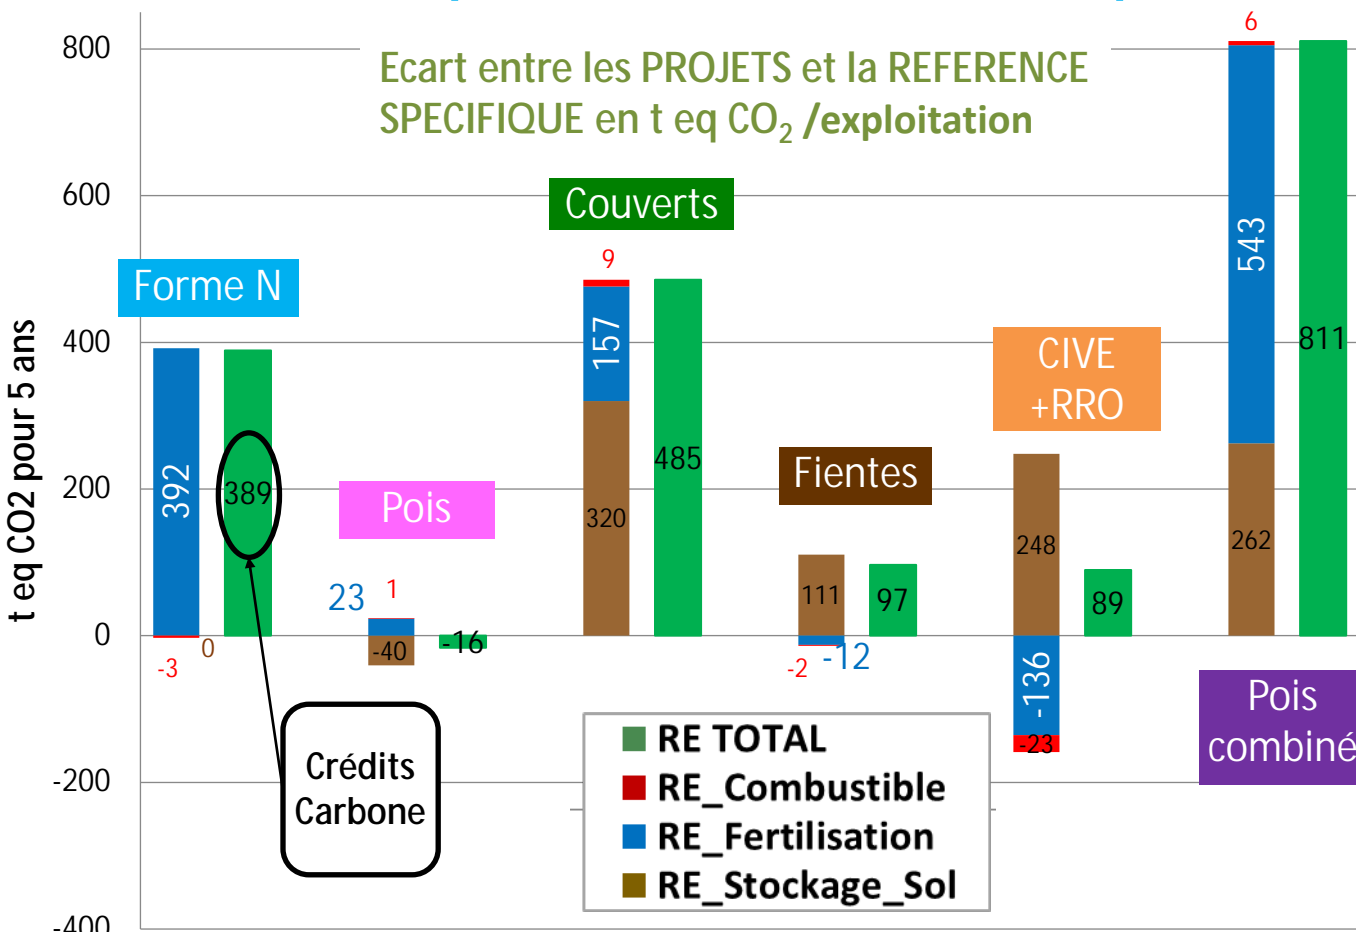 Ecart entre les PROJETS et la REFERENCE
SPECIFIQUE en t eq CO₂ /exploitation
t eq CO2 pour 5 ans
800
600
400
200
0
-200
-400
Forme N
392
389
-3
0
Pois
23
1
-40
-16
Couverts
9
157
320
485
Fientes
111
97
-2
-12
CIVE
+RRO
248
89
-136
-23
6
543
262
811
Pois
combiné
Crédits
Carbone
RE TOTAL
RE_Combustible
RE_Fertilisation
RE_Stockage_Sol